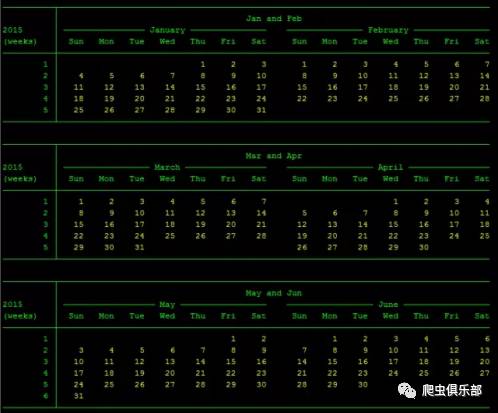 Jan and Feb
2015 January February
(weeks) Sun Mon Tue Wed Thu Fri Sat Sun Mon Tue Wed Thu Fri Sat
1 1 2 3 1 2 3 4 5 6 7
2 4 5 6 7 8 9 10 8 9 10 11 12 13 14
3 11 12 13 14 15 16 17 15 16 17 18 19 20 21
4 18 19 20 21 22 23 24 22 23 24 25 26 27 28
5 25 26 27 28 29 30 31
Mar and Apr
2015 March April
(weeks) Sun Mon Tue Wed Thu Fri Sat Sun Mon Tue Wed Thu Fri Sat
1 1 2 3 4 5 6 7 1 2 3 4
2 8 9 10 11 12 13 14 5 6 7 8 9 10 11
3 15 16 17 18 19 20 21 12 13 14 15 16 17 18
4 22 23 24 25 26 27 28 19 20 21 22 23 24 25
5 29 30 31 26 27 28 29 30
May and Jun
2015 May June
(weeks) Sun Mon Tue Wed Thu Fri Sat Sun Mon Tue Wed Thu Fri Sat
1 1 2 1 2 3 4 5 6
2 3 4 5 6 7 8 9 7 8 9 10 11 12 13
3 10 11 12 13 14 15 16 14 15 16 17 18 19 20
4 17 18 19 20 21 22 23 21 22 23 24 25 26 27
5 24 25 26 27 28 29 30 28 29 30
6 31
爬虫俱乐部